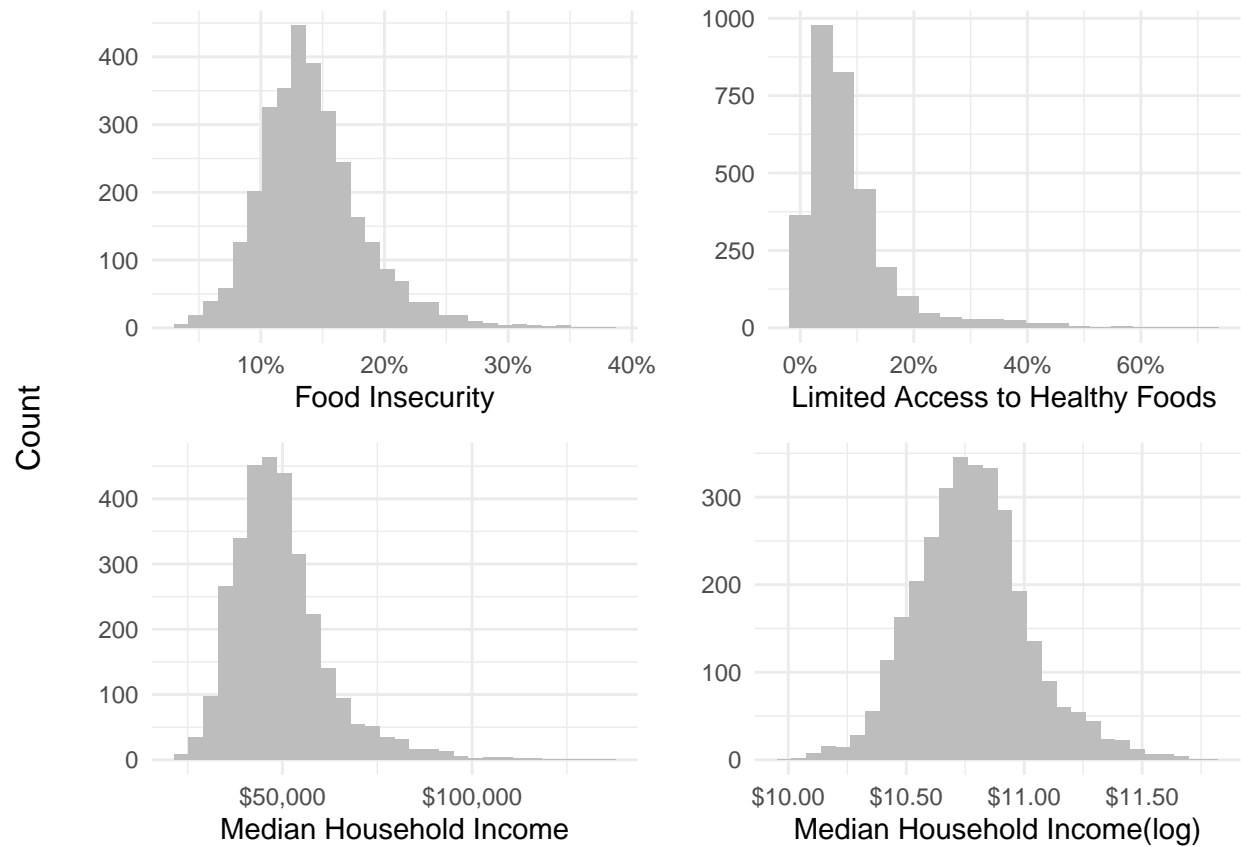 Count
400
300
200
100
0
10% 20% 30% 40%
Food Insecurity
1000
750
500
250
0
0% 20% 40% 60%
Limited Access to Healthy Foods
400
300
200
100
0
$50,000 $100,000
Median Household Income
300
200
100
0
$10.00 $10.50 $11.00 $11.50
Median Household Income(log)